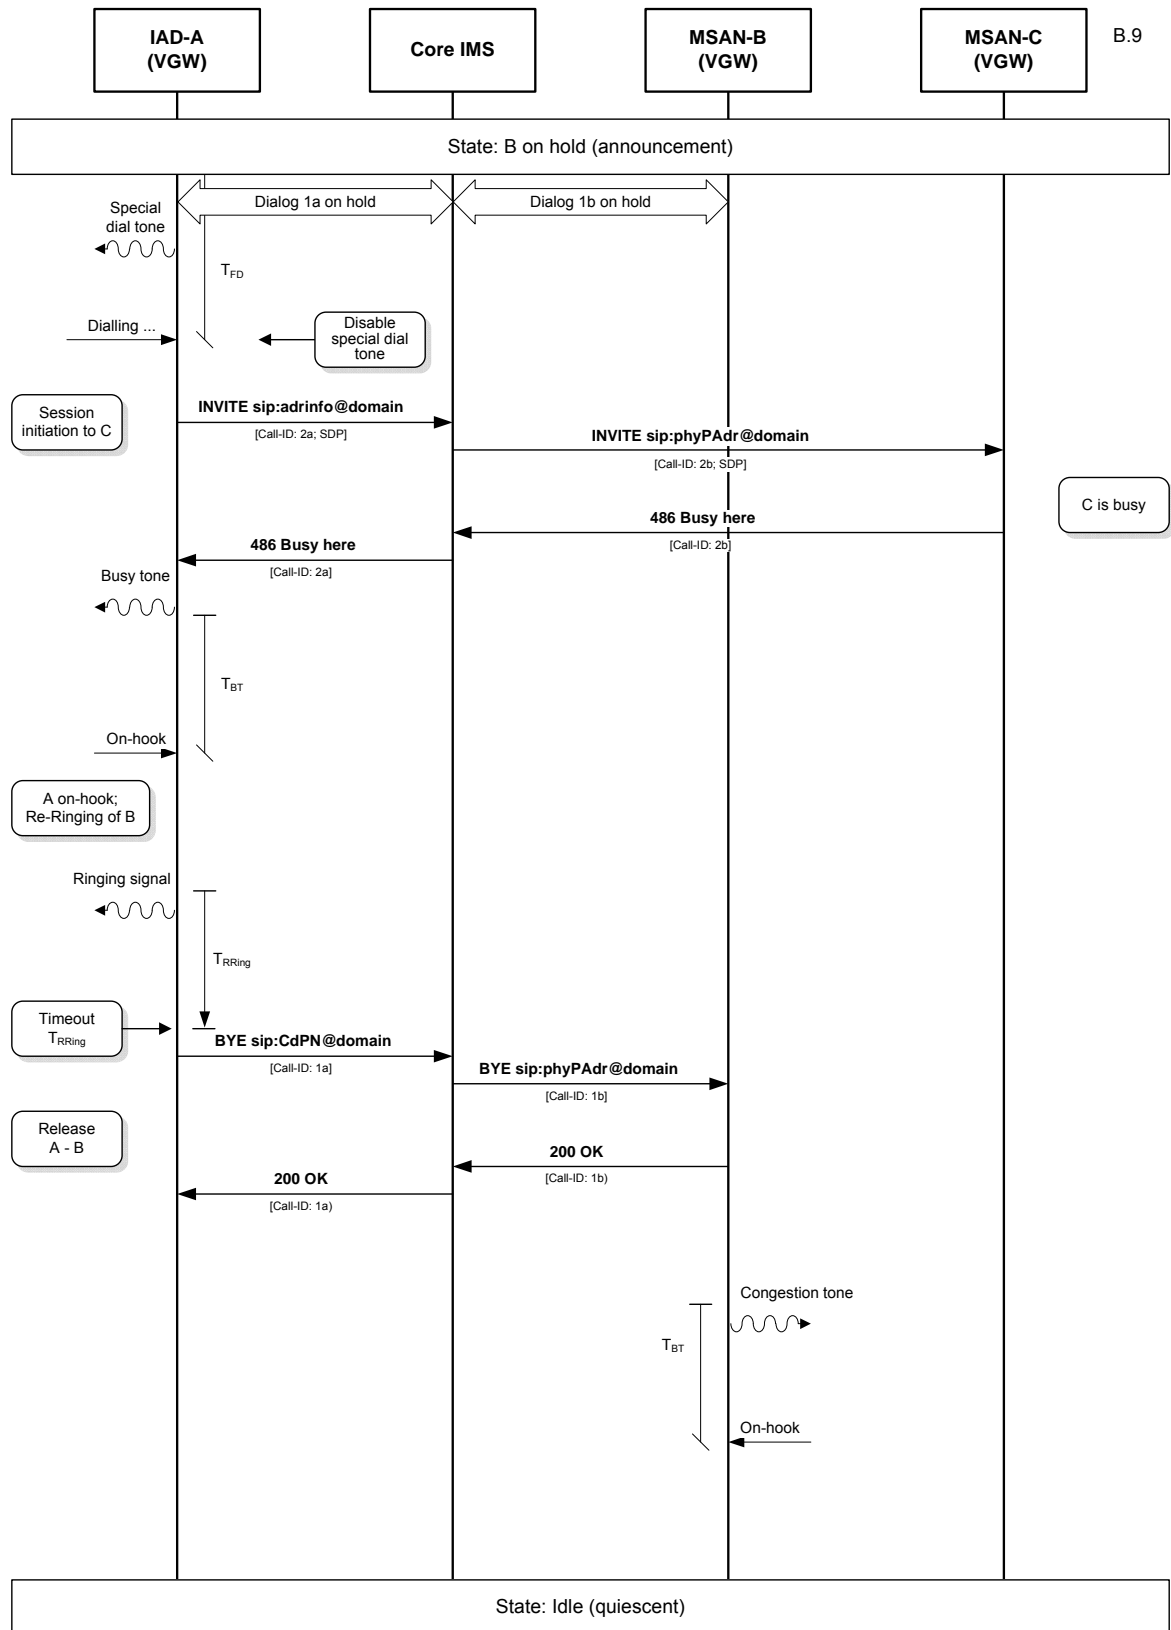 IAD-A
(VGW)
Core IMS
MSAN-B
(VGW)
MSAN-C
(VGW)
B.9
State: B on hold (announcement)
Dialog 1a on hold
Dialog 1b on hold
Special
dial tone
TFD
Dialling ...
Disable
special dial
tone
Session
initiation to C
INVITE sip:adrinfo@domain
[Call-ID: 2a; SDP]
INVITE sip:phyPAdr@domain
[Call-ID: 2b; SDP]
C is busy
486 Busy here
[Call-ID: 2b]
486 Busy here
[Call-ID: 2a]
Busy tone
TBT
On-hook
A on-hook;
Re-Ringing of B
Ringing signal
TRRing
Timeout
TRRing
BYE sip:CdPN@domain
[Call-ID: 1a]
BYE sip:phyPAdr@domain
[Call-ID: 1b]
Release
A - B
200 OK
[Call-ID: 1b)
200 OK
[Call-ID: 1a)
Congestion tone
TBT
On-hook
State: Idle (quiescent)